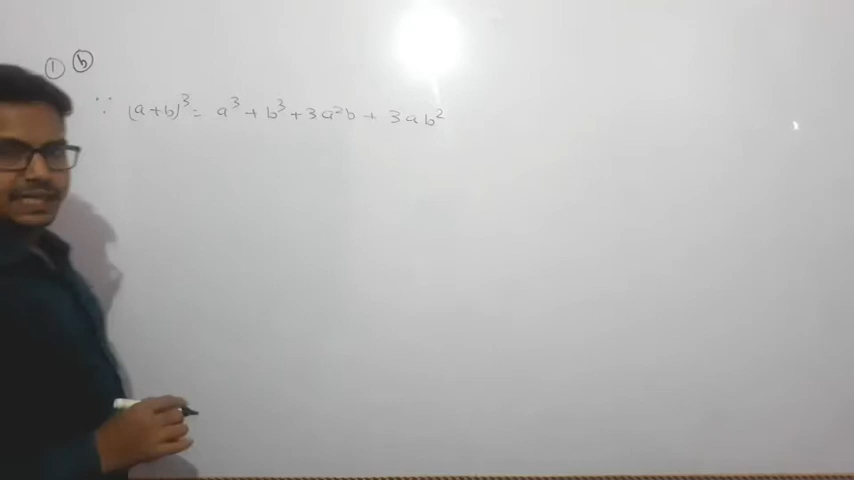 ① ⓑ
∵ (a+b)³ = a³ + b³ + 3a²b + 3ab²